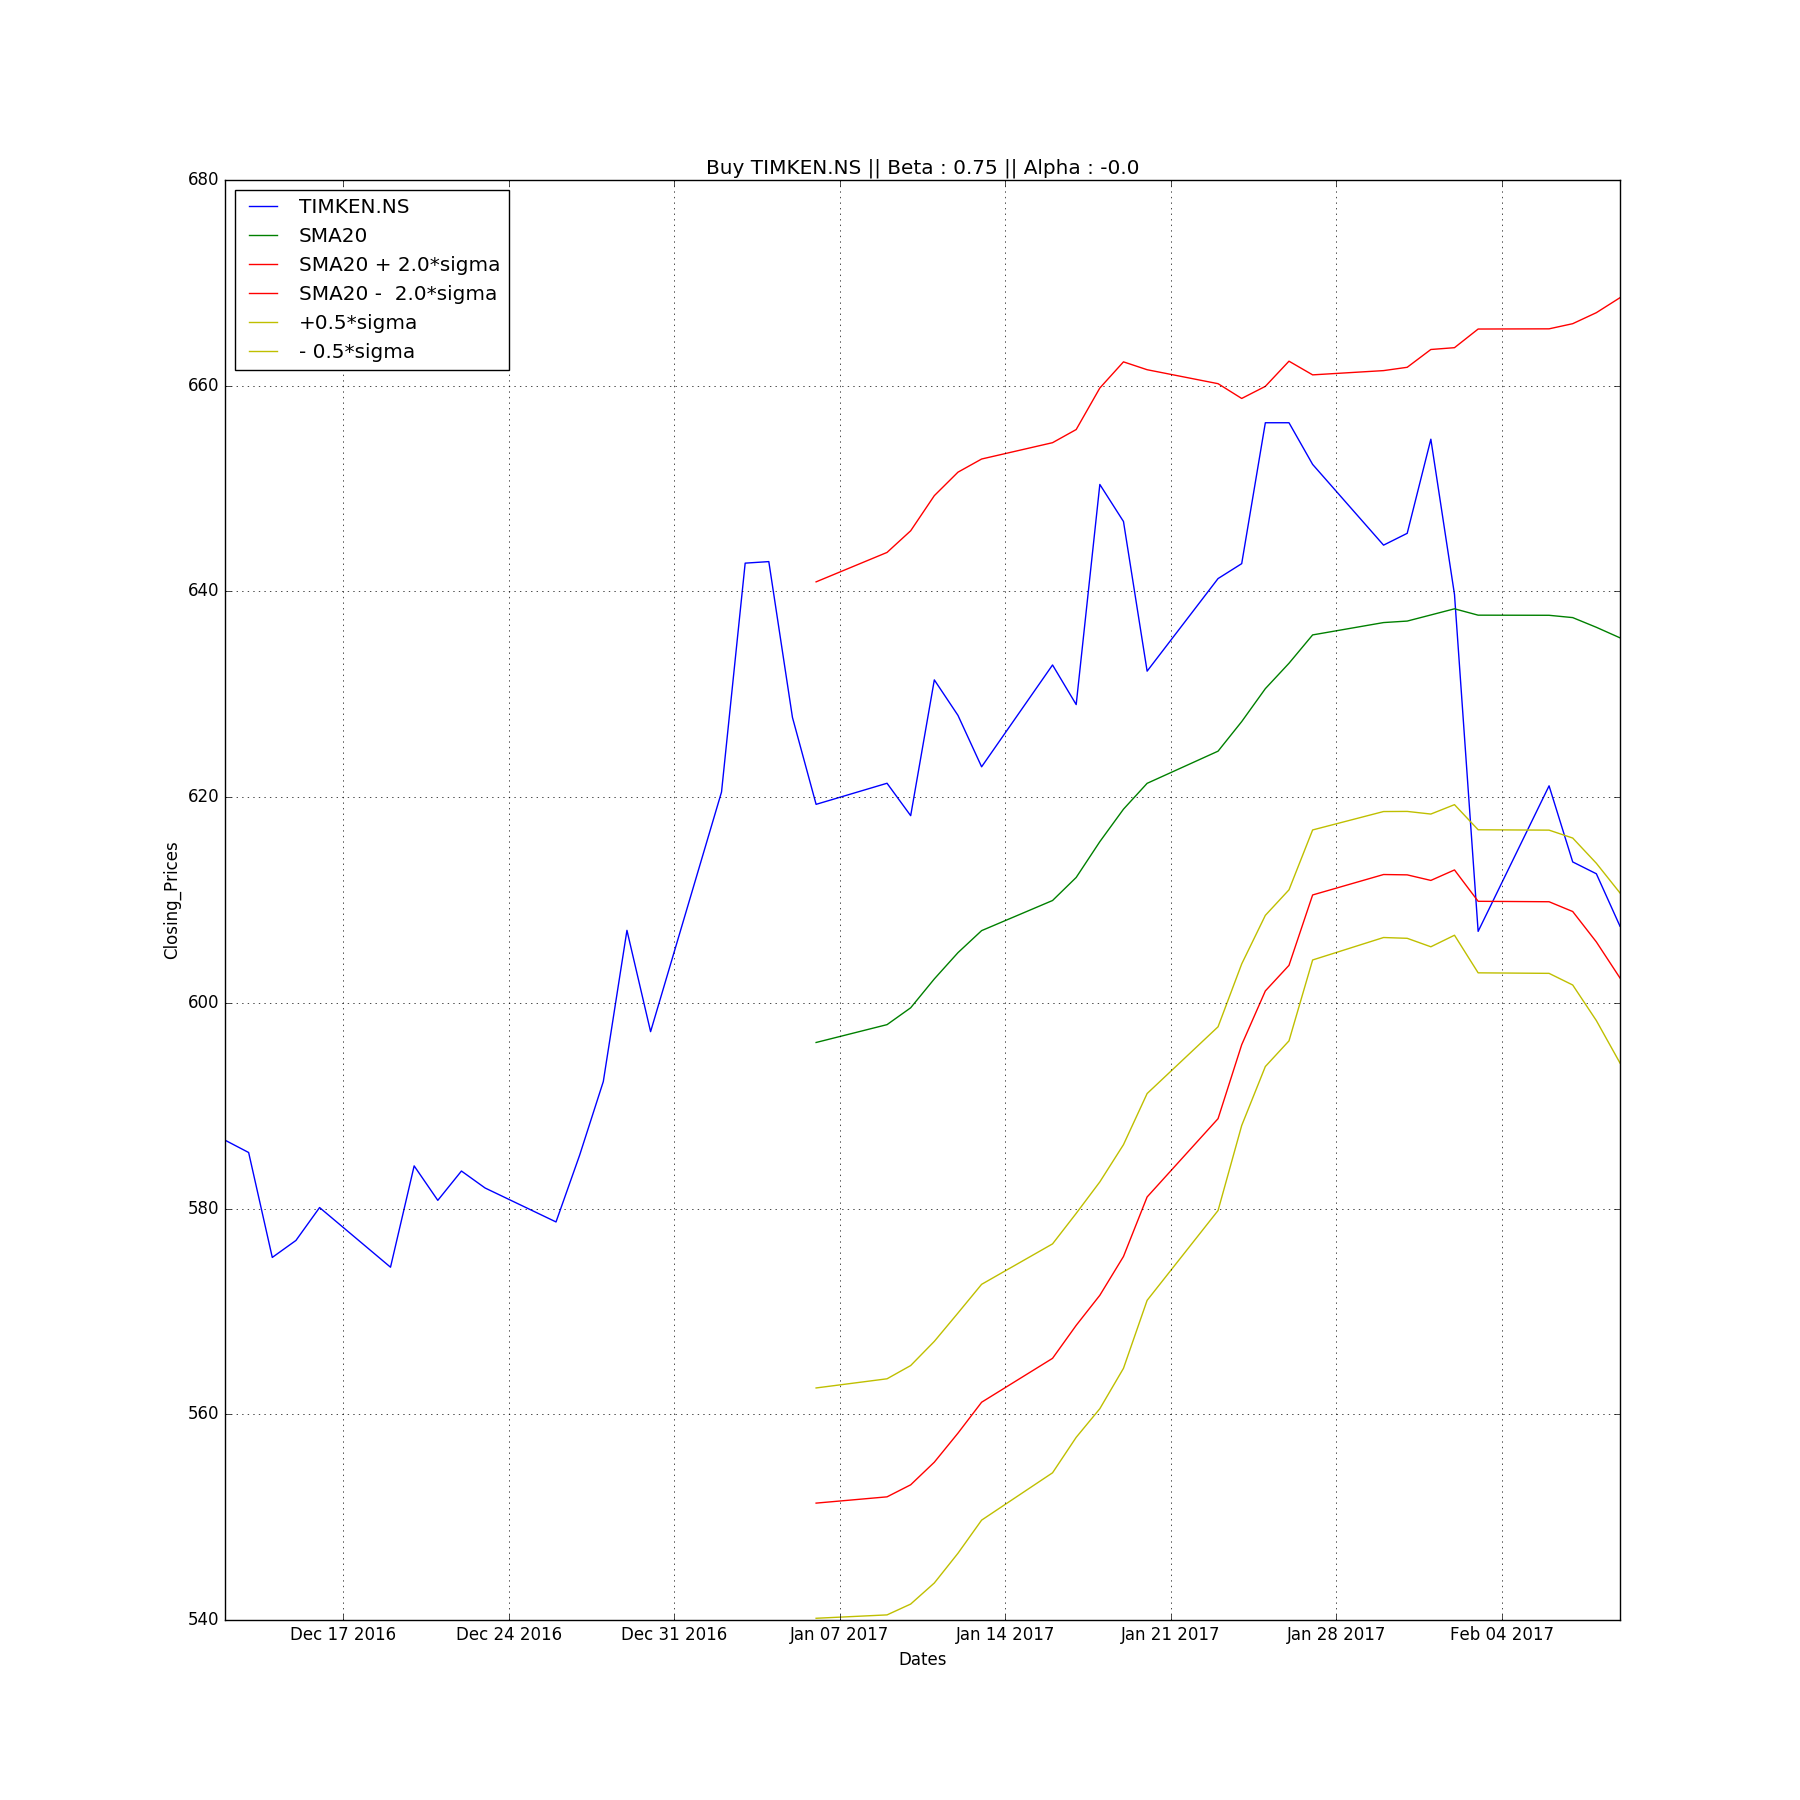 Buy TIMKEN.NS || Beta : 0.75 || Alpha : -0.0
TIMKEN.NS
SMA20
SMA20 + 2.0*sigma
SMA20 -  2.0*sigma
+0.5*sigma
- 0.5*sigma
680
660
640
620
600
580
560
540
Closing_Prices
Dec 17 2016 Dec 24 2016 Dec 31 2016 Jan 07 2017 Jan 14 2017 Jan 21 2017 Jan 28 2017 Feb 04 2017
Dates